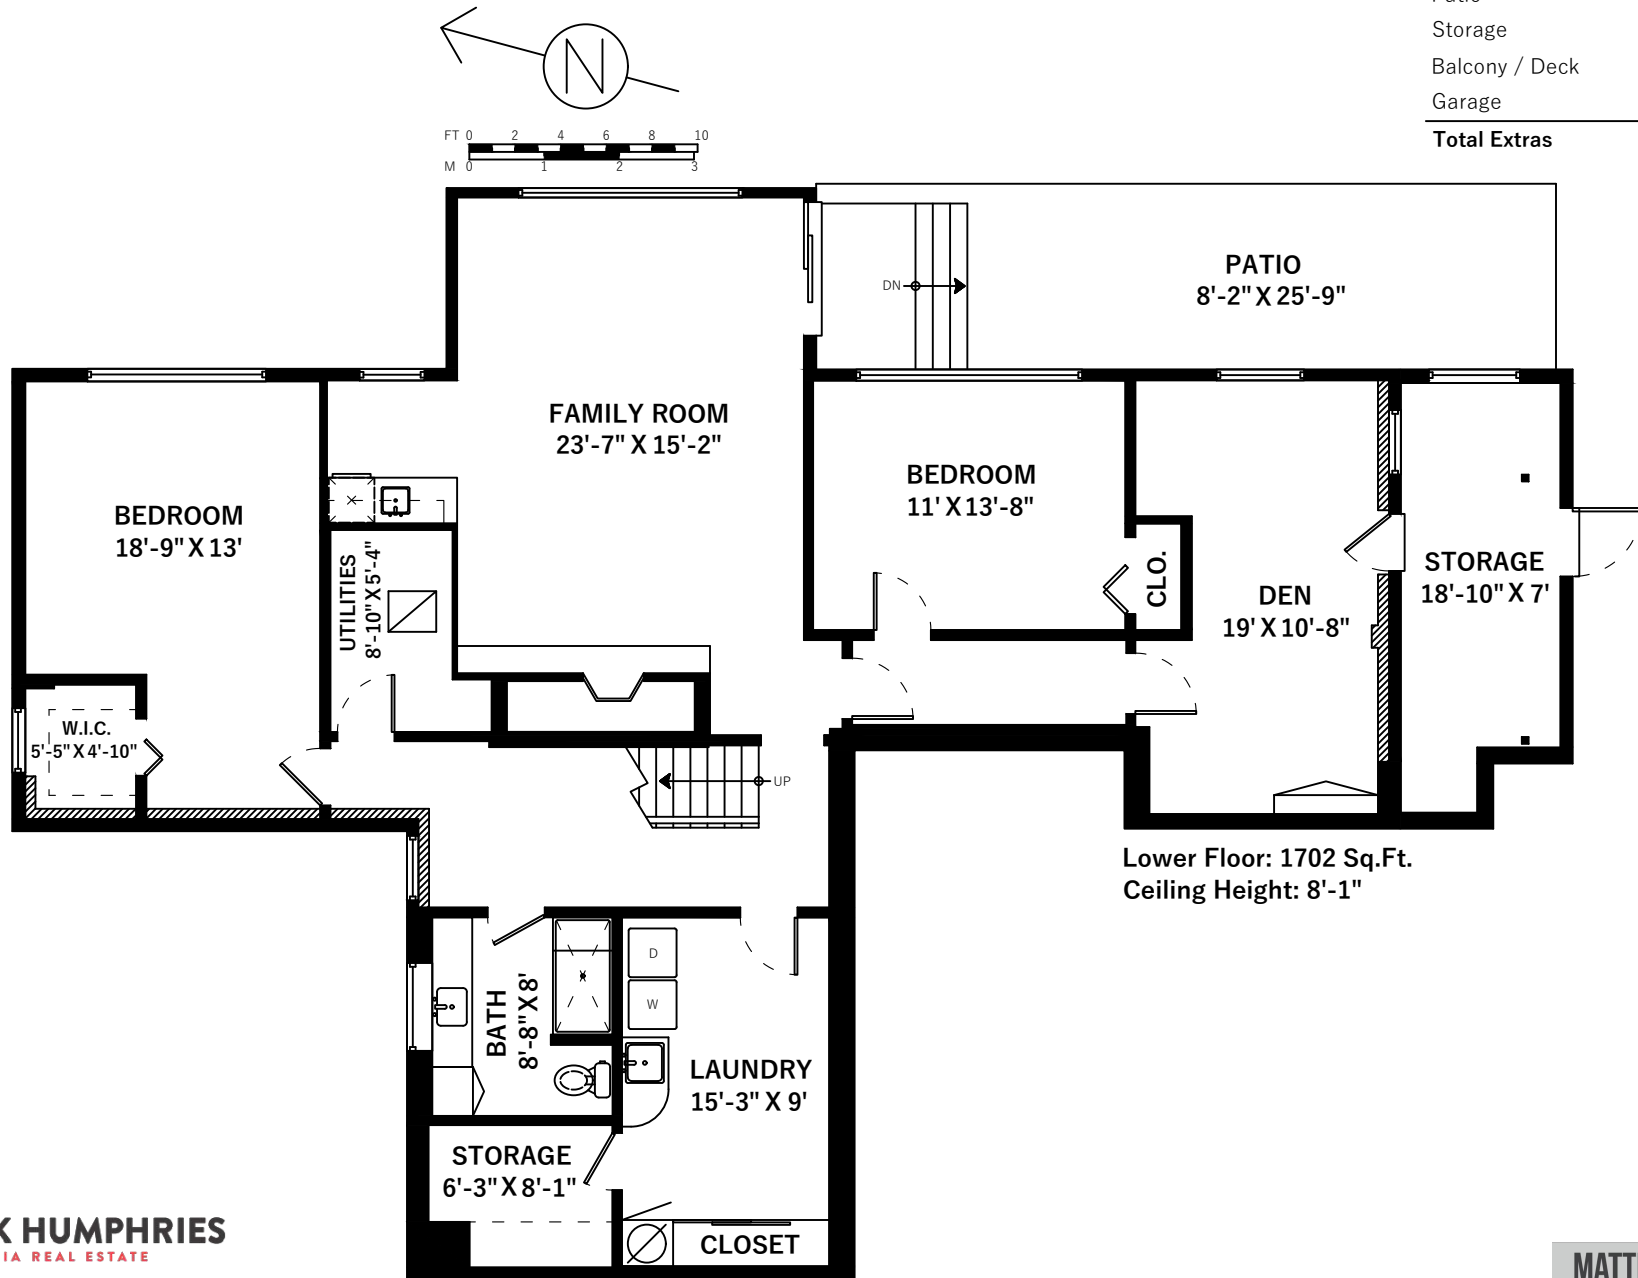 Storage
Balcony / Deck
Garage
Total Extras
N
FT 0 2 4 6 8 10
M 0 1 2 3
PATIO
8'-2" X 25'-9"
DN
FAMILY ROOM
23'-7" X 15'-2"
BEDROOM
11' X 13'-8"
BEDROOM
18'-9" X 13'
UTILITIES
8'-10" X 5'-4"
CLO.
DEN
19' X 10'-8"
STORAGE
18'-10" X 7'
W.I.C.
5'-5" X 4'-10"
UP
Lower Floor: 1702 Sq.Ft.
Ceiling Height: 8'-1"
BATH
8'-8" X 8'
D
W
LAUNDRY
15'-3" X 9'
STORAGE
6'-3" X 8'-1"
CLOSET
K HUMPHRIES
IA REAL ESTATE
MATT